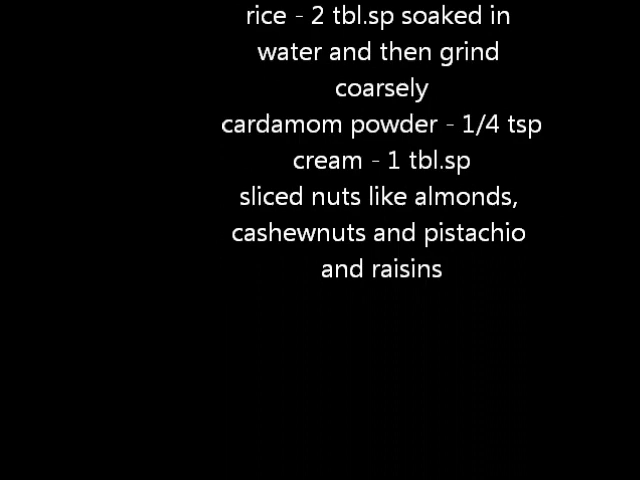 rice - 2 tbl.sp soaked in
water and then grind
coarsely
cardamom powder - 1/4 tsp
cream - 1 tbl.sp
sliced nuts like almonds,
cashewnuts and pistachio
and raisins